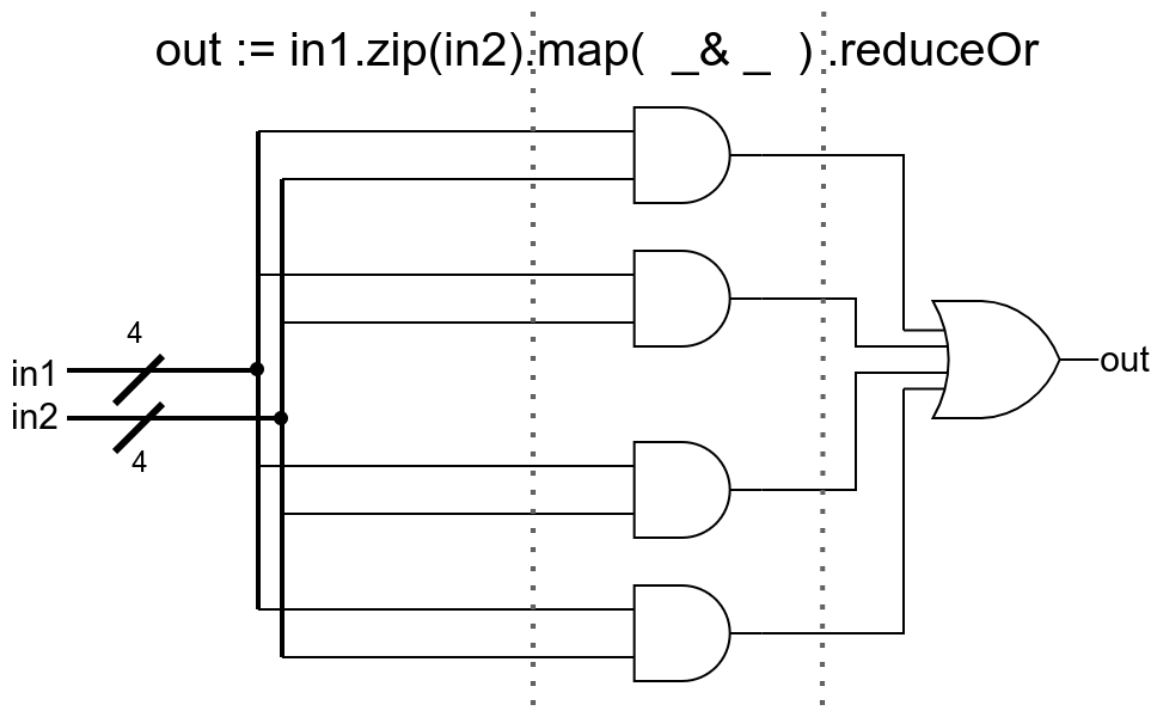 out := in1.zip(in2).map( _& _ ) .reduceOr
4
in1
in2
4
out